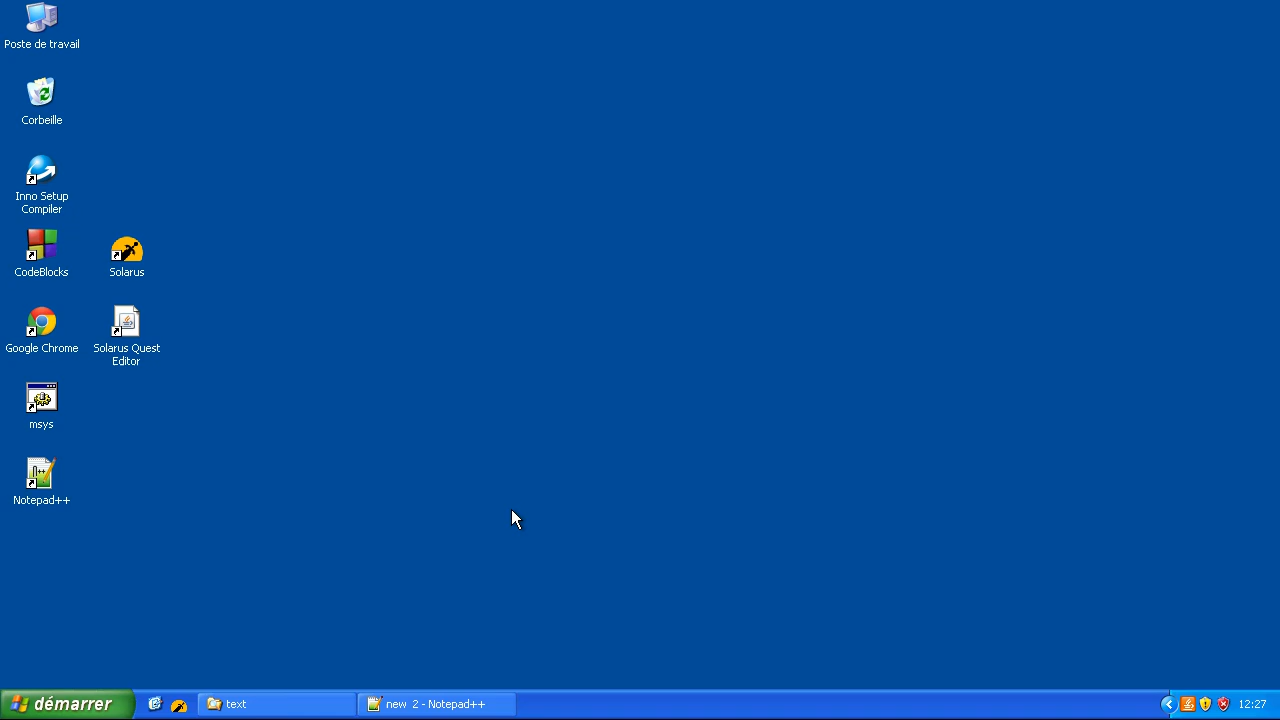 Poste de travail
Corbeille
Inno Setup
Compiler
CodeBlocks
Solarus
Google Chrome
Solarus Quest
Editor
msys
Notepad++
démarrer
text
new 2 - Notepad++
12:27